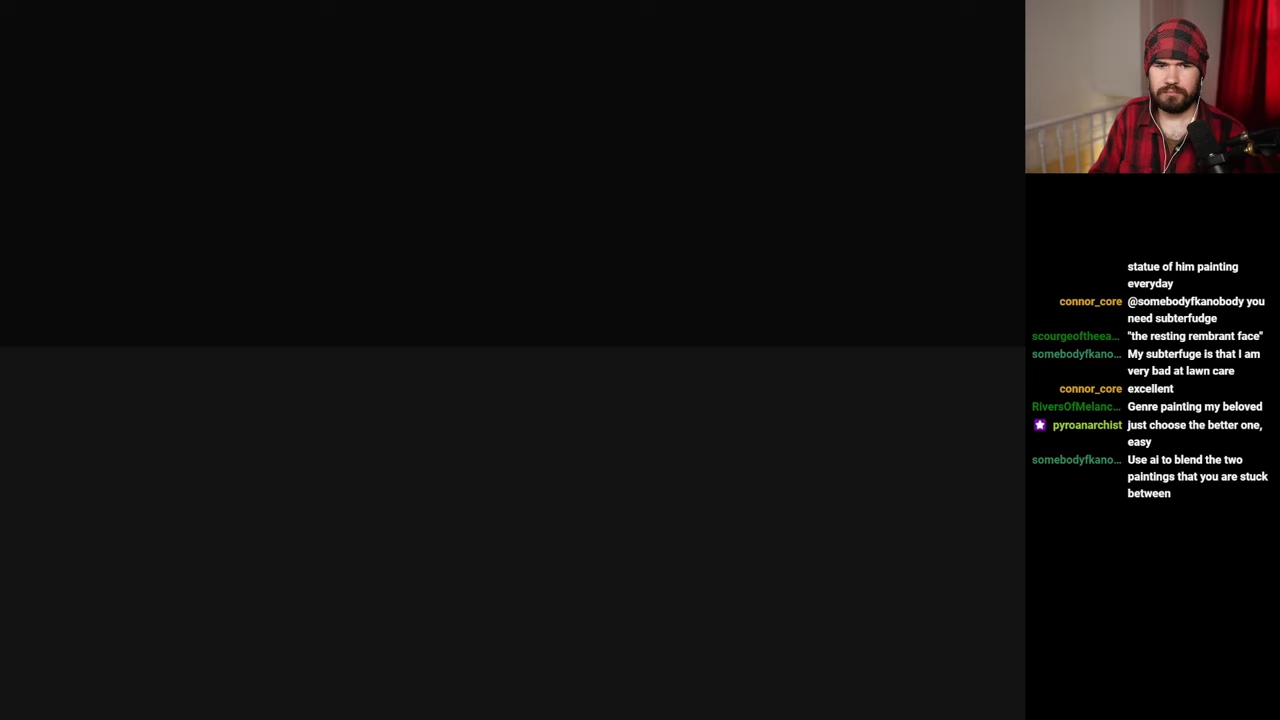 statue of him painting
everyday
connor_core @somebodyfkanobody you
need subterfudge
scourgeoftheea… "the resting rembrant face"
somebodyfkano… My subterfuge is that I am
very bad at lawn care
connor_core excellent
RiversOfMelanc… Genre painting my beloved
pyroanarchist just choose the better one,
easy
somebodyfkano… Use ai to blend the two
paintings that you are stuck
between